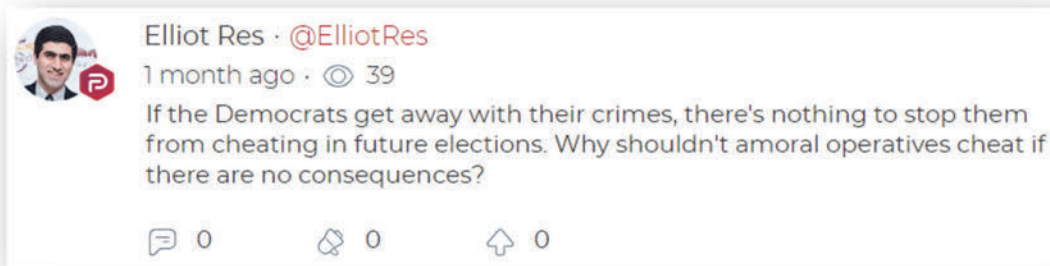 Elliot Res · @ElliotRes
1 month ago · 39
If the Democrats get away with their crimes, there's nothing to stop them
from cheating in future elections. Why shouldn't amoral operatives cheat if
there are no consequences?
0 0 0